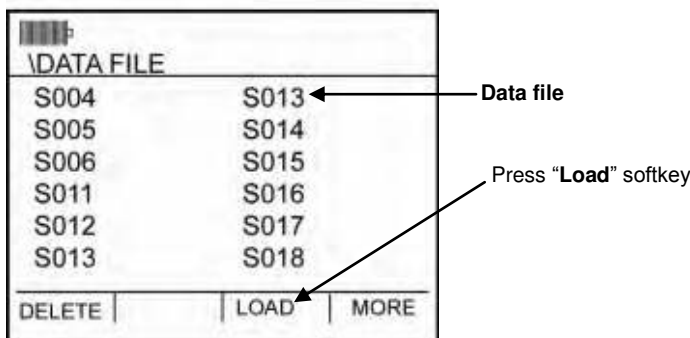 \DATA FILE
S004 S013 Data file
S005 S014
S006 S015
Press “Load” softkey
S011 S016
S012 S017
S013 S018
DELETE LOAD MORE